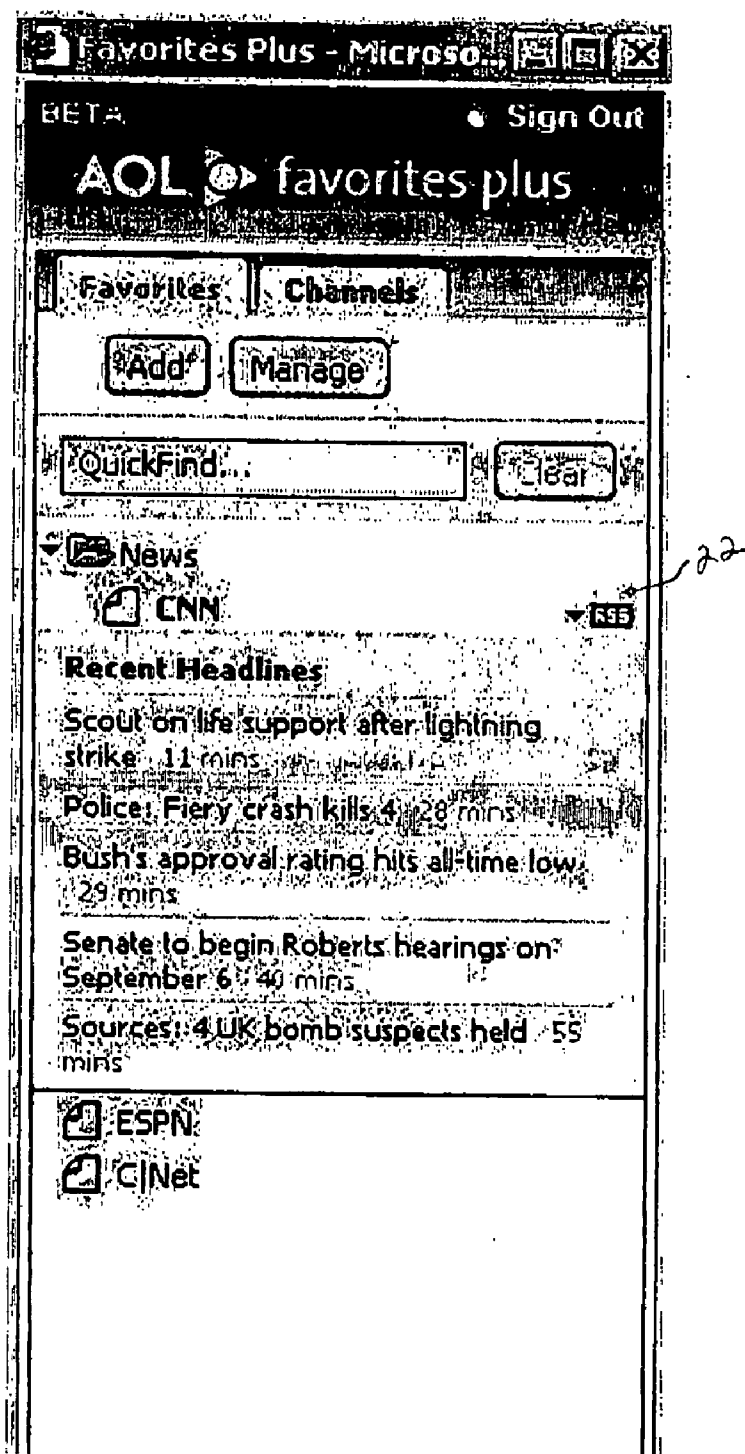 Favorites Plus - Microso...
BETA Sign Out
AOL favorites plus
Favorites Channels
Add Manage
QuickFind... Clear
News
CNN RSS
22
Recent Headlines
Scout on life support after lightning
strike 11 mins
Police: Fiery crash kills 4 28 mins
Bush's approval rating hits all-time low
29 mins
Senate to begin Roberts hearings on
September 6 40 mins
Sources: 4 UK bomb suspects held 55
mins
ESPN
C|Net